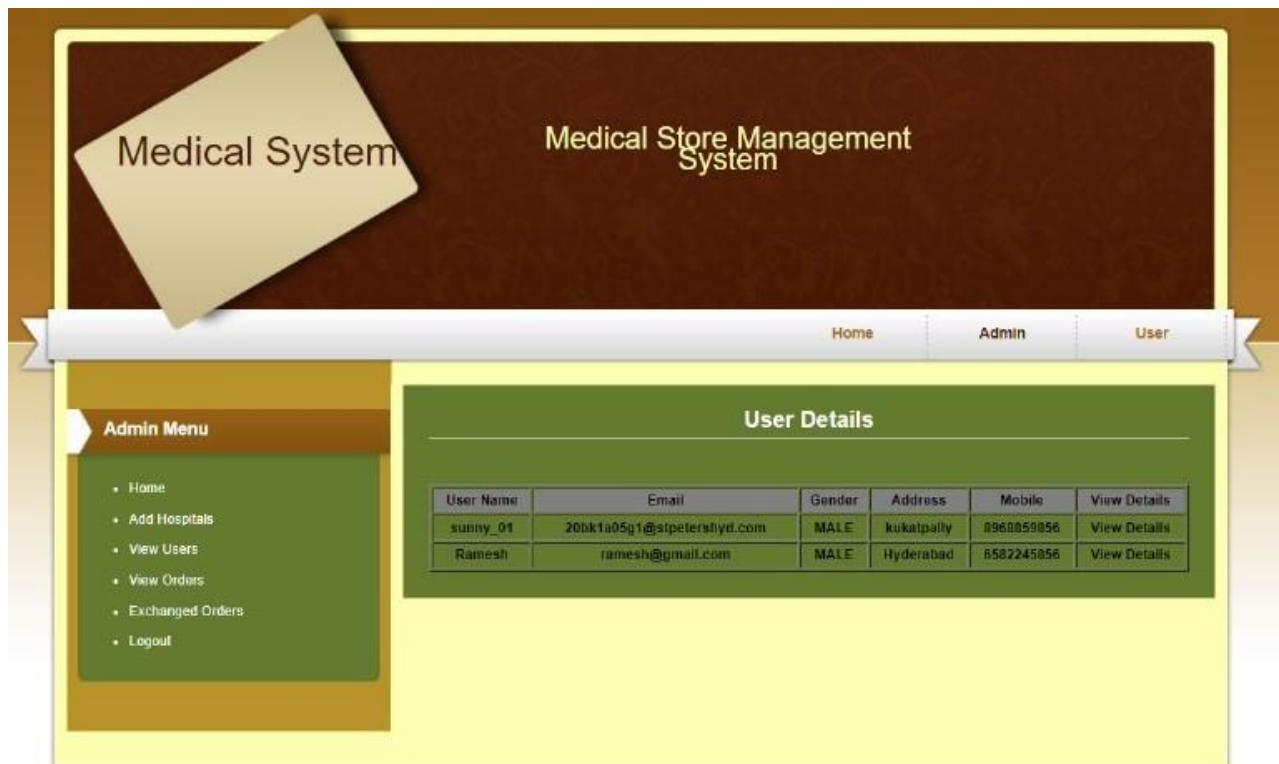 Medical System
Medical Store Management
System
Home Admin User
Admin Menu
Home
Add Hospitals
View Users
View Orders
Exchanged Orders
Logout
User Details
User Name Email Gender Address Mobile View Details
sunny_01 20bk1a05g1@stpetershyd.com MALE kukatpally 8968859856 View Details
Ramesh ramesh@gmail.com MALE Hyderabad 6582245856 View Details